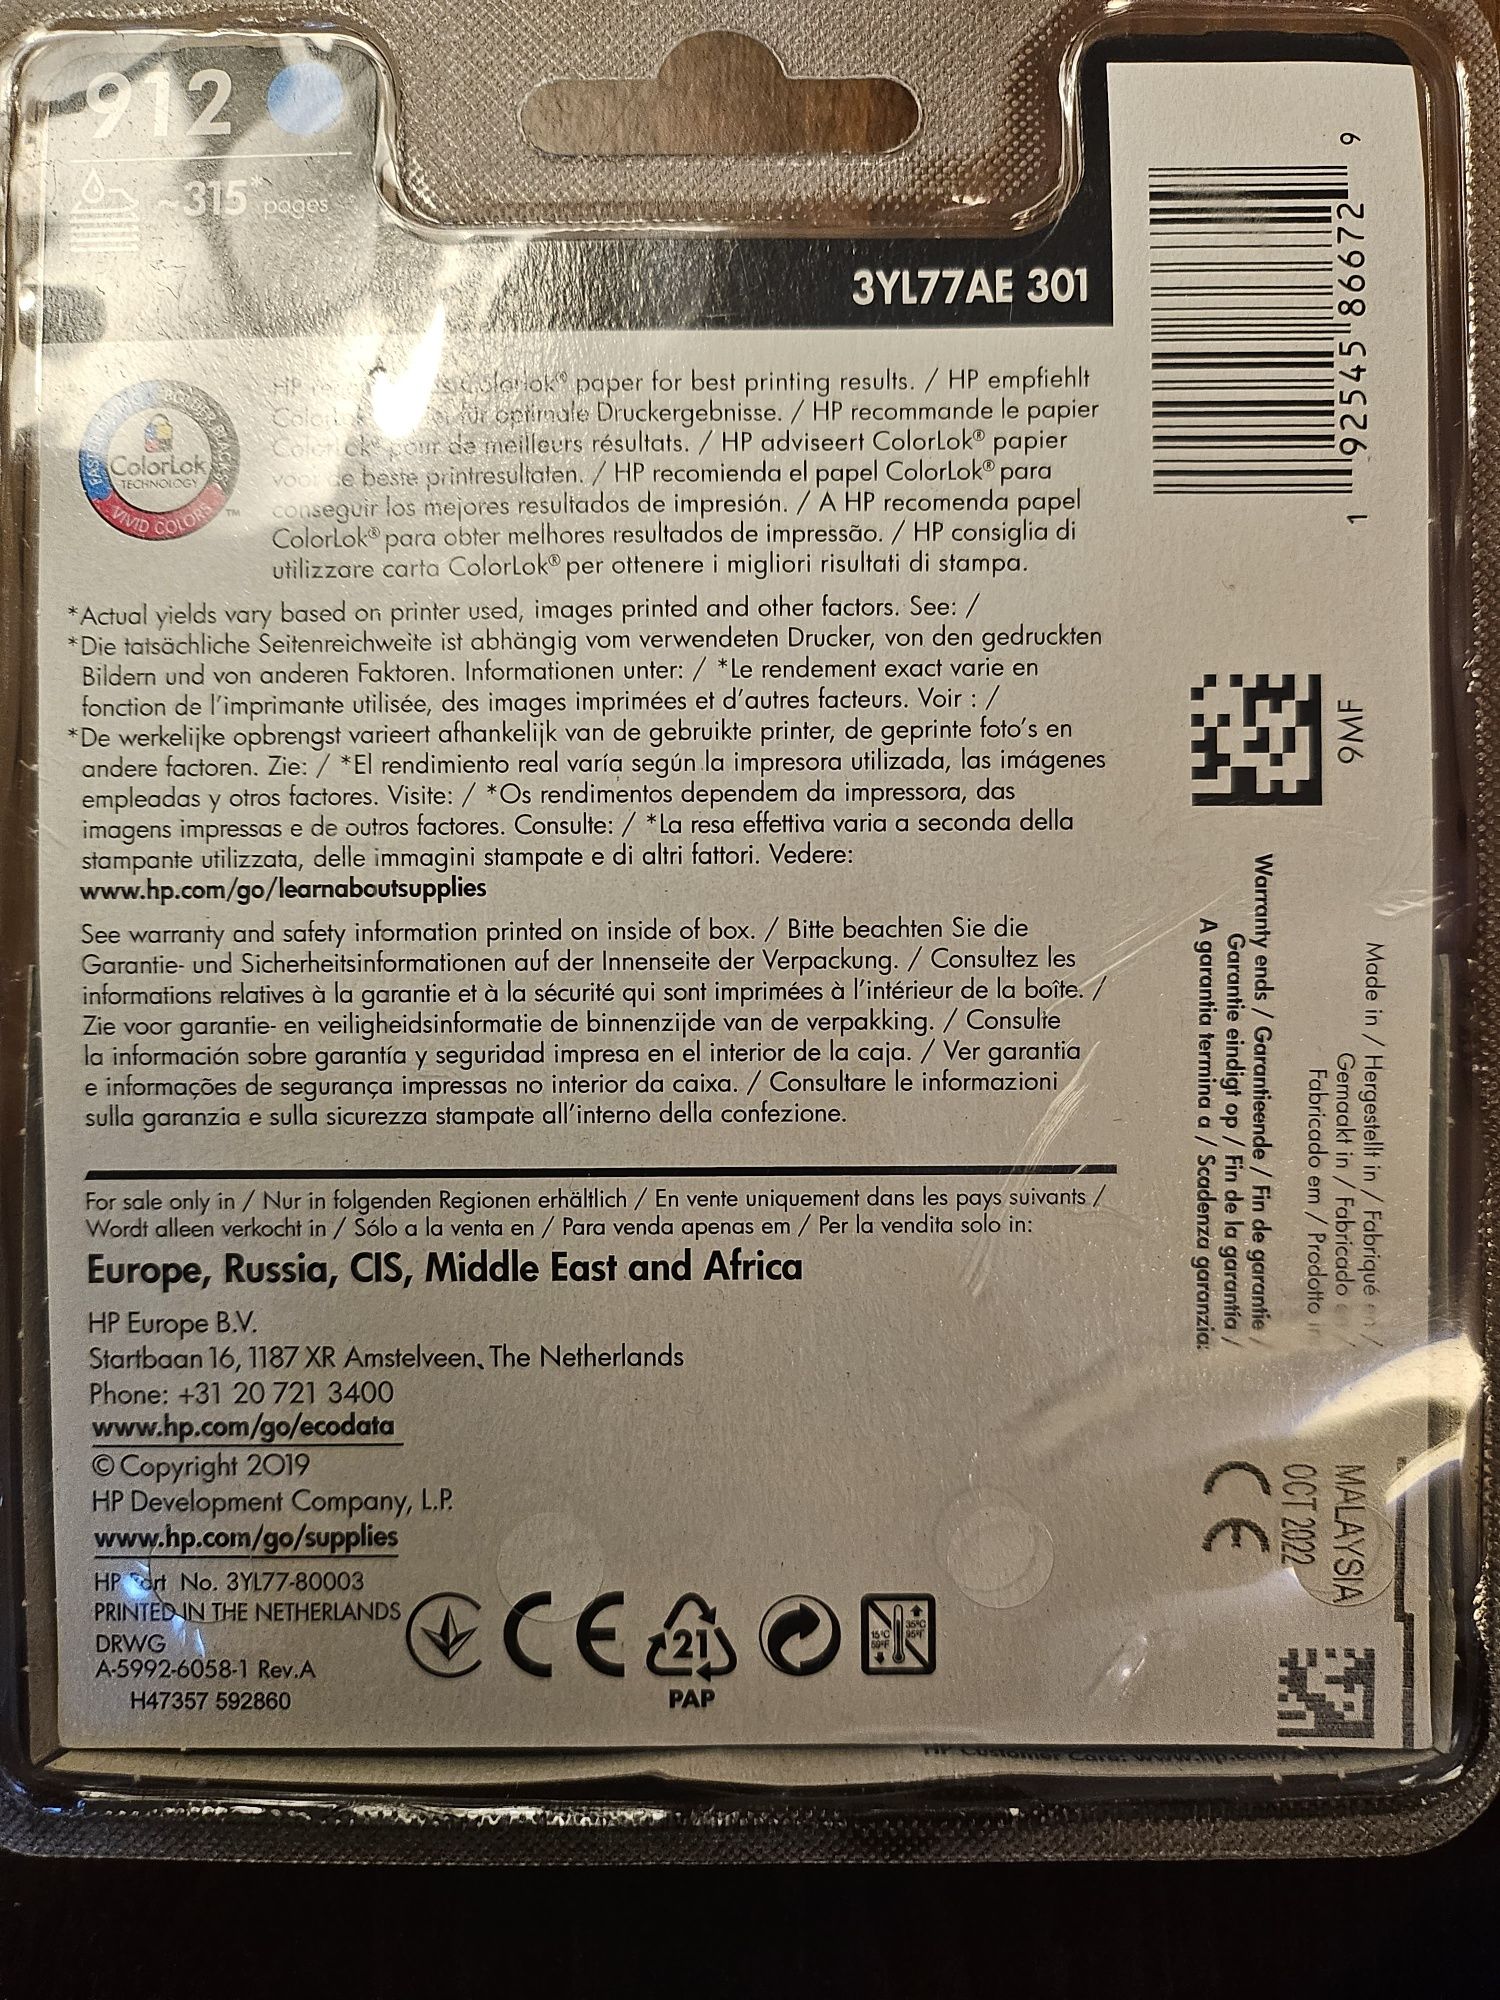 912
~315* pages
3YL77AE 301
ColorLok
TECHNOLOGY
VIVID COLORS
TM
HP ColorLok® paper for best printing results. / HP empfiehlt
für optimale Druckergebnisse. / HP recommande le papier
ColorLok® pour de meilleurs résultats. / HP adviseert ColorLok® papier
voor de beste printresultaten. / HP recomienda el papel ColorLok® para
conseguir los mejores resultados de impresión. / A HP recomenda papel
ColorLok® para obter melhores resultados de impressão. / HP consiglia di
utilizzare carta ColorLok® per ottenere i migliori risultati di stampa.
*Actual yields vary based on printer used, images printed and other factors. See: /
*Die tatsächliche Seitenreichweite ist abhängig vom verwendeten Drucker, von den gedruckten
Bildern und von anderen Faktoren. Informationen unter: / *Le rendement exact varie en
fonction de l'imprimante utilisée, des images imprimées et d'autres facteurs. Voir : /
*De werkelijke opbrengst varieert afhankelijk van de gebruikte printer, de geprinte foto's en
andere factoren. Zie: / *El rendimiento real varía según la impresora utilizada, las imágenes
empleadas y otros factores. Visite: / *Os rendimentos dependem da impressora, das
imagens impressas e de outros factores. Consulte: / *La resa effettiva varia a seconda della
stampante utilizzata, delle immagini stampate e di altri fattori. Vedere:
www.hp.com/go/learnaboutsupplies
See warranty and safety information printed on inside of box. / Bitte beachten Sie die
Garantie- und Sicherheitsinformationen auf der Innenseite der Verpackung. / Consultez les
informations relatives à la garantie et à la sécurité qui sont imprimées à l'intérieur de la boîte. /
Zie voor garantie- en veiligheidsinformatie de binnenzijde van de verpakking. / Consulte
la información sobre garantía y seguridad impresa en el interior de la caja. / Ver garantia
e informações de segurança impressas no interior da caixa. / Consultare le informazioni
sulla garanzia e sulla sicurezza stampate all'interno della confezione.
For sale only in / Nur in folgenden Regionen erhältlich / En vente uniquement dans les pays suivants /
Wordt alleen verkocht in / Sólo a la venta en / Para venda apenas em / Per la vendita solo in:
Europe, Russia, CIS, Middle East and Africa
HP Europe B.V.
Startbaan 16, 1187 XR Amstelveen, The Netherlands
Phone: +31 20 721 3400
www.hp.com/go/ecodata
© Copyright 2019
HP Development Company, L.P.
www.hp.com/go/supplies
HP Part No. 3YL77-80003
PRINTED IN THE NETHERLANDS
DRWG
A-5992-6058-1 Rev.A
H47357 592860
CE
21
PAP
15°C
59°F
35°C
95°F
1 92545 86672 9
9MF
Made in / Hergestellt in / Fabriqué en /
Gemaakt in / Fabricado en /
Fabricado em / Prodotto in
Warranty ends / Garantieende / Fin de garantie /
Garantie eindigt op / Fin de la garantía /
A garantia termina a / Scadenza garanzia:
MALAYSIA
OCT 2022
CE
HP Customer Care: www.hp.com